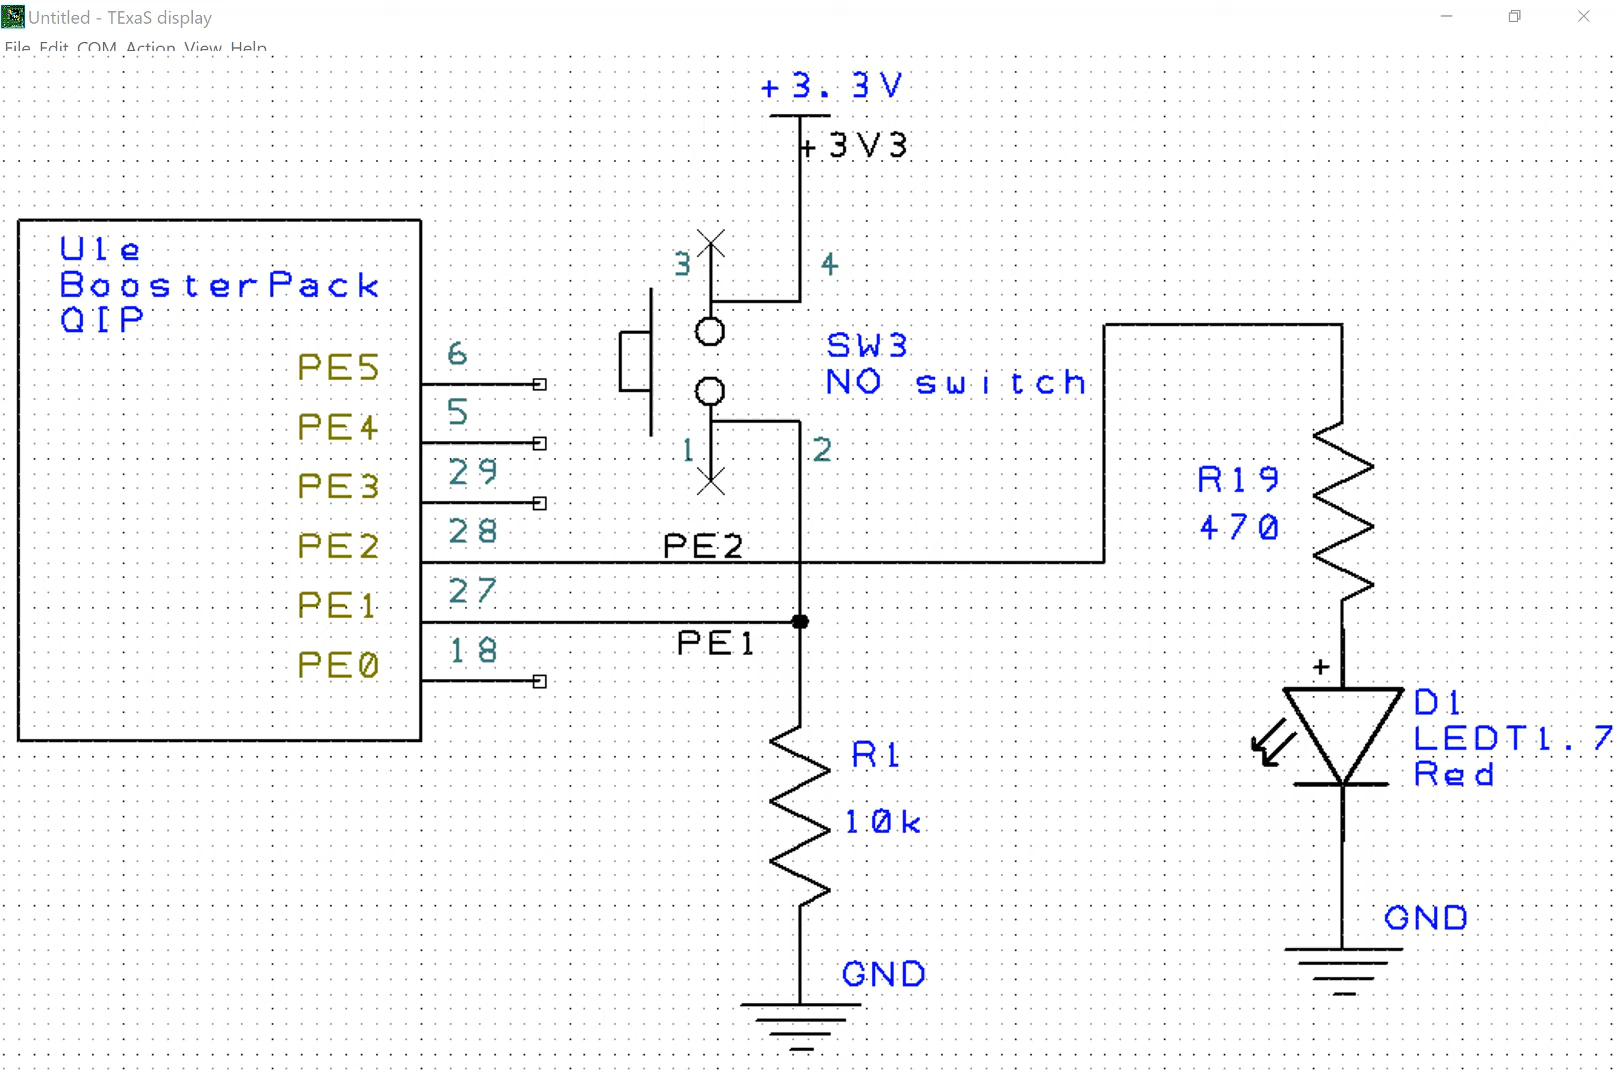 Untitled - TExaS display
File Edit COM Action View Help
+3.3V
+3V3
U1e
BoosterPack
QIP
3
4
SW3
NO switch
1
2
PE5
6
PE4
5
PE3
29
PE2
28
PE2
PE1
27
PE1
PE0
18
R19
470
+
D1
LEDT1.7
Red
R1
10k
GND
GND